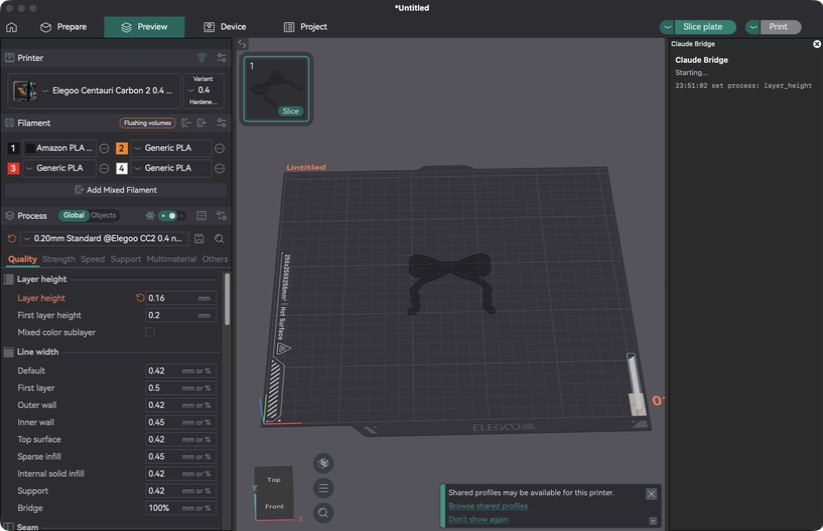 *Untitled
Prepare
Preview
Device
Project
Slice plate
Print
Printer
Elegoo Centauri Carbon 2 0.4 ...
Variant
0.4
Hardene...
Filament
Flushing volumes
1
Amazon PLA ...
2
Generic PLA
3
Generic PLA
4
Generic PLA
Add Mixed Filament
Process
Global
Objects
0.20mm Standard @Elegoo CC2 0.4 n...
Quality
Strength
Speed
Support
Multimaterial
Others
Layer height
Layer height
0.16
mm
First layer height
0.2
mm
Mixed color sublayer
Line width
Default
0.42
mm or %
First layer
0.5
mm or %
Outer wall
0.42
mm or %
Inner wall
0.45
mm or %
Top surface
0.42
mm or %
Sparse infill
0.45
mm or %
Internal solid infill
0.42
mm or %
Support
0.42
mm or %
Bridge
100%
mm or %
Seam
1
Slice
Untitled
256x256x256mm³ | Hot Surface
ELEGOO
01
Top
Front
Y
X
Shared profiles may be available for this printer.
Browse shared profiles
Don't show again
Claude Bridge
Claude Bridge
Starting...
23:51:02 set process: layer_height